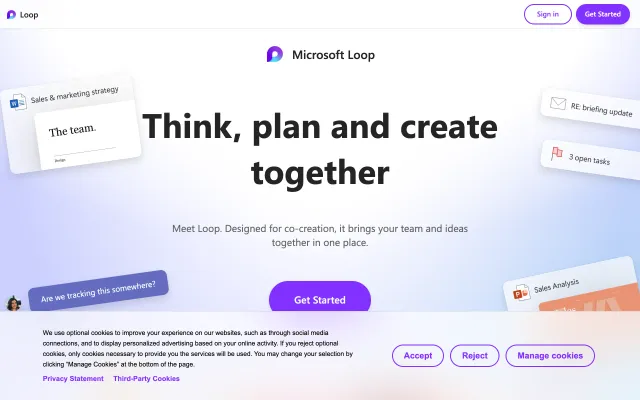 Loop
Sign in
Get Started
Microsoft Loop
Sales & marketing strategy
The team.
RE: briefing update
Think, plan and create
together
3 open tasks
Meet Loop. Designed for co-creation, it brings your team and ideas
together in one place.
Are we tracking this somewhere?
Sales Analysis
Get Started
We use optional cookies to improve your experience on our websites, such as through social media
connections, and to display personalized advertising based on your online activity. If you reject optional
cookies, only cookies necessary to provide you the services will be used. You may change your selection by
clicking "Manage Cookies" at the bottom of the page.
Privacy Statement
Third-Party Cookies
Accept
Reject
Manage cookies